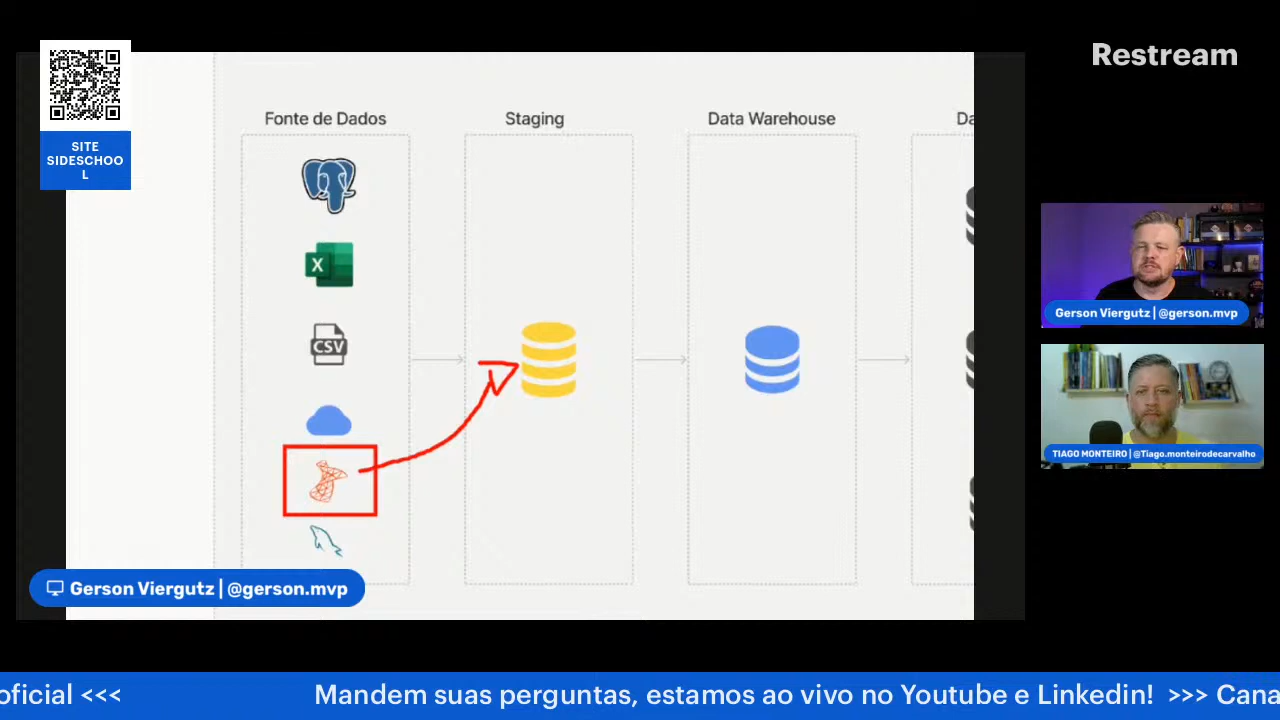 Restream
SITE
SIDESCHOO
L
Fonte de Dados
Staging
Data Warehouse
Da
X
CSV
Gerson Viergutz | @gerson.mvp
TIAGO MONTEIRO | @Tiago.monteirodecarvalho
Gerson Viergutz | @gerson.mvp
oficial <<< Mandem suas perguntas, estamos ao vivo no Youtube e Linkedin! >>> Cana